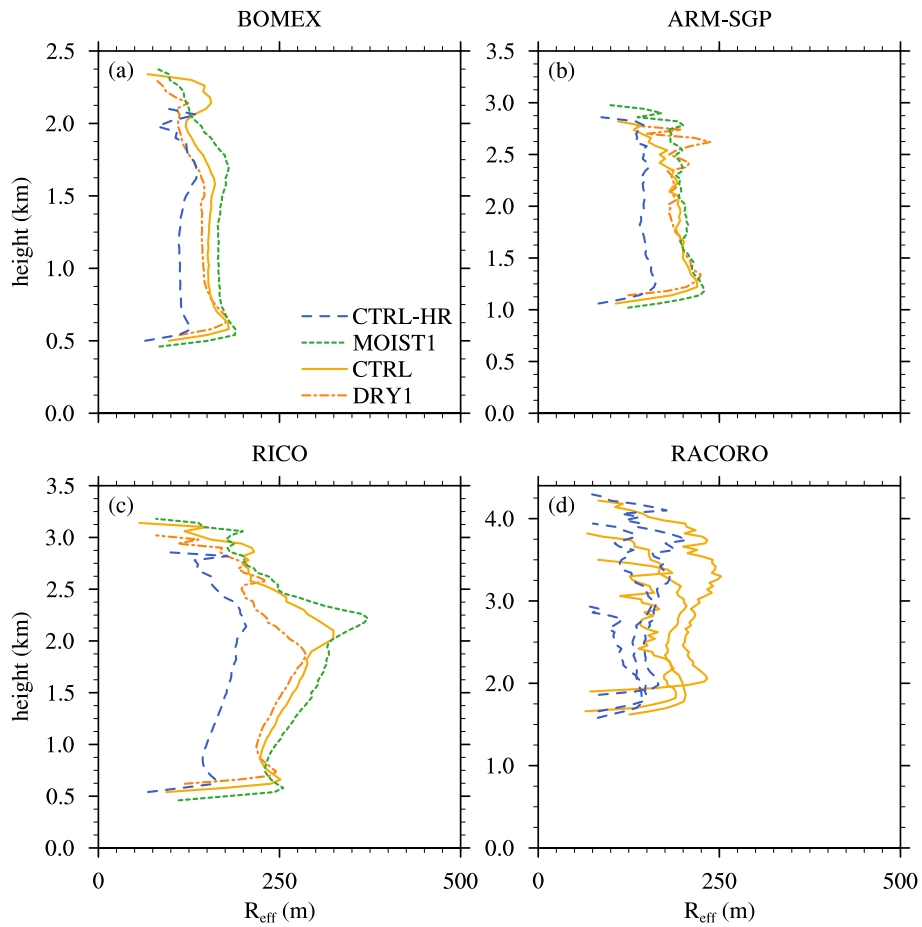 BOMEX
ARM-SGP
2.5
2.0
1.5
1.0
0.5
0.0
height (km)
(a)
CTRL-HR
MOIST1
CTRL
DRY1
3.5
3.0
2.5
2.0
1.5
1.0
0.5
0.0
(b)
RICO
RACORO
3.5
3.0
2.5
2.0
1.5
1.0
0.5
0.0
height (km)
(c)
0
250
500
R_eff (m)
4.0
3.0
2.0
1.0
0.0
(d)
0
250
500
R_eff (m)